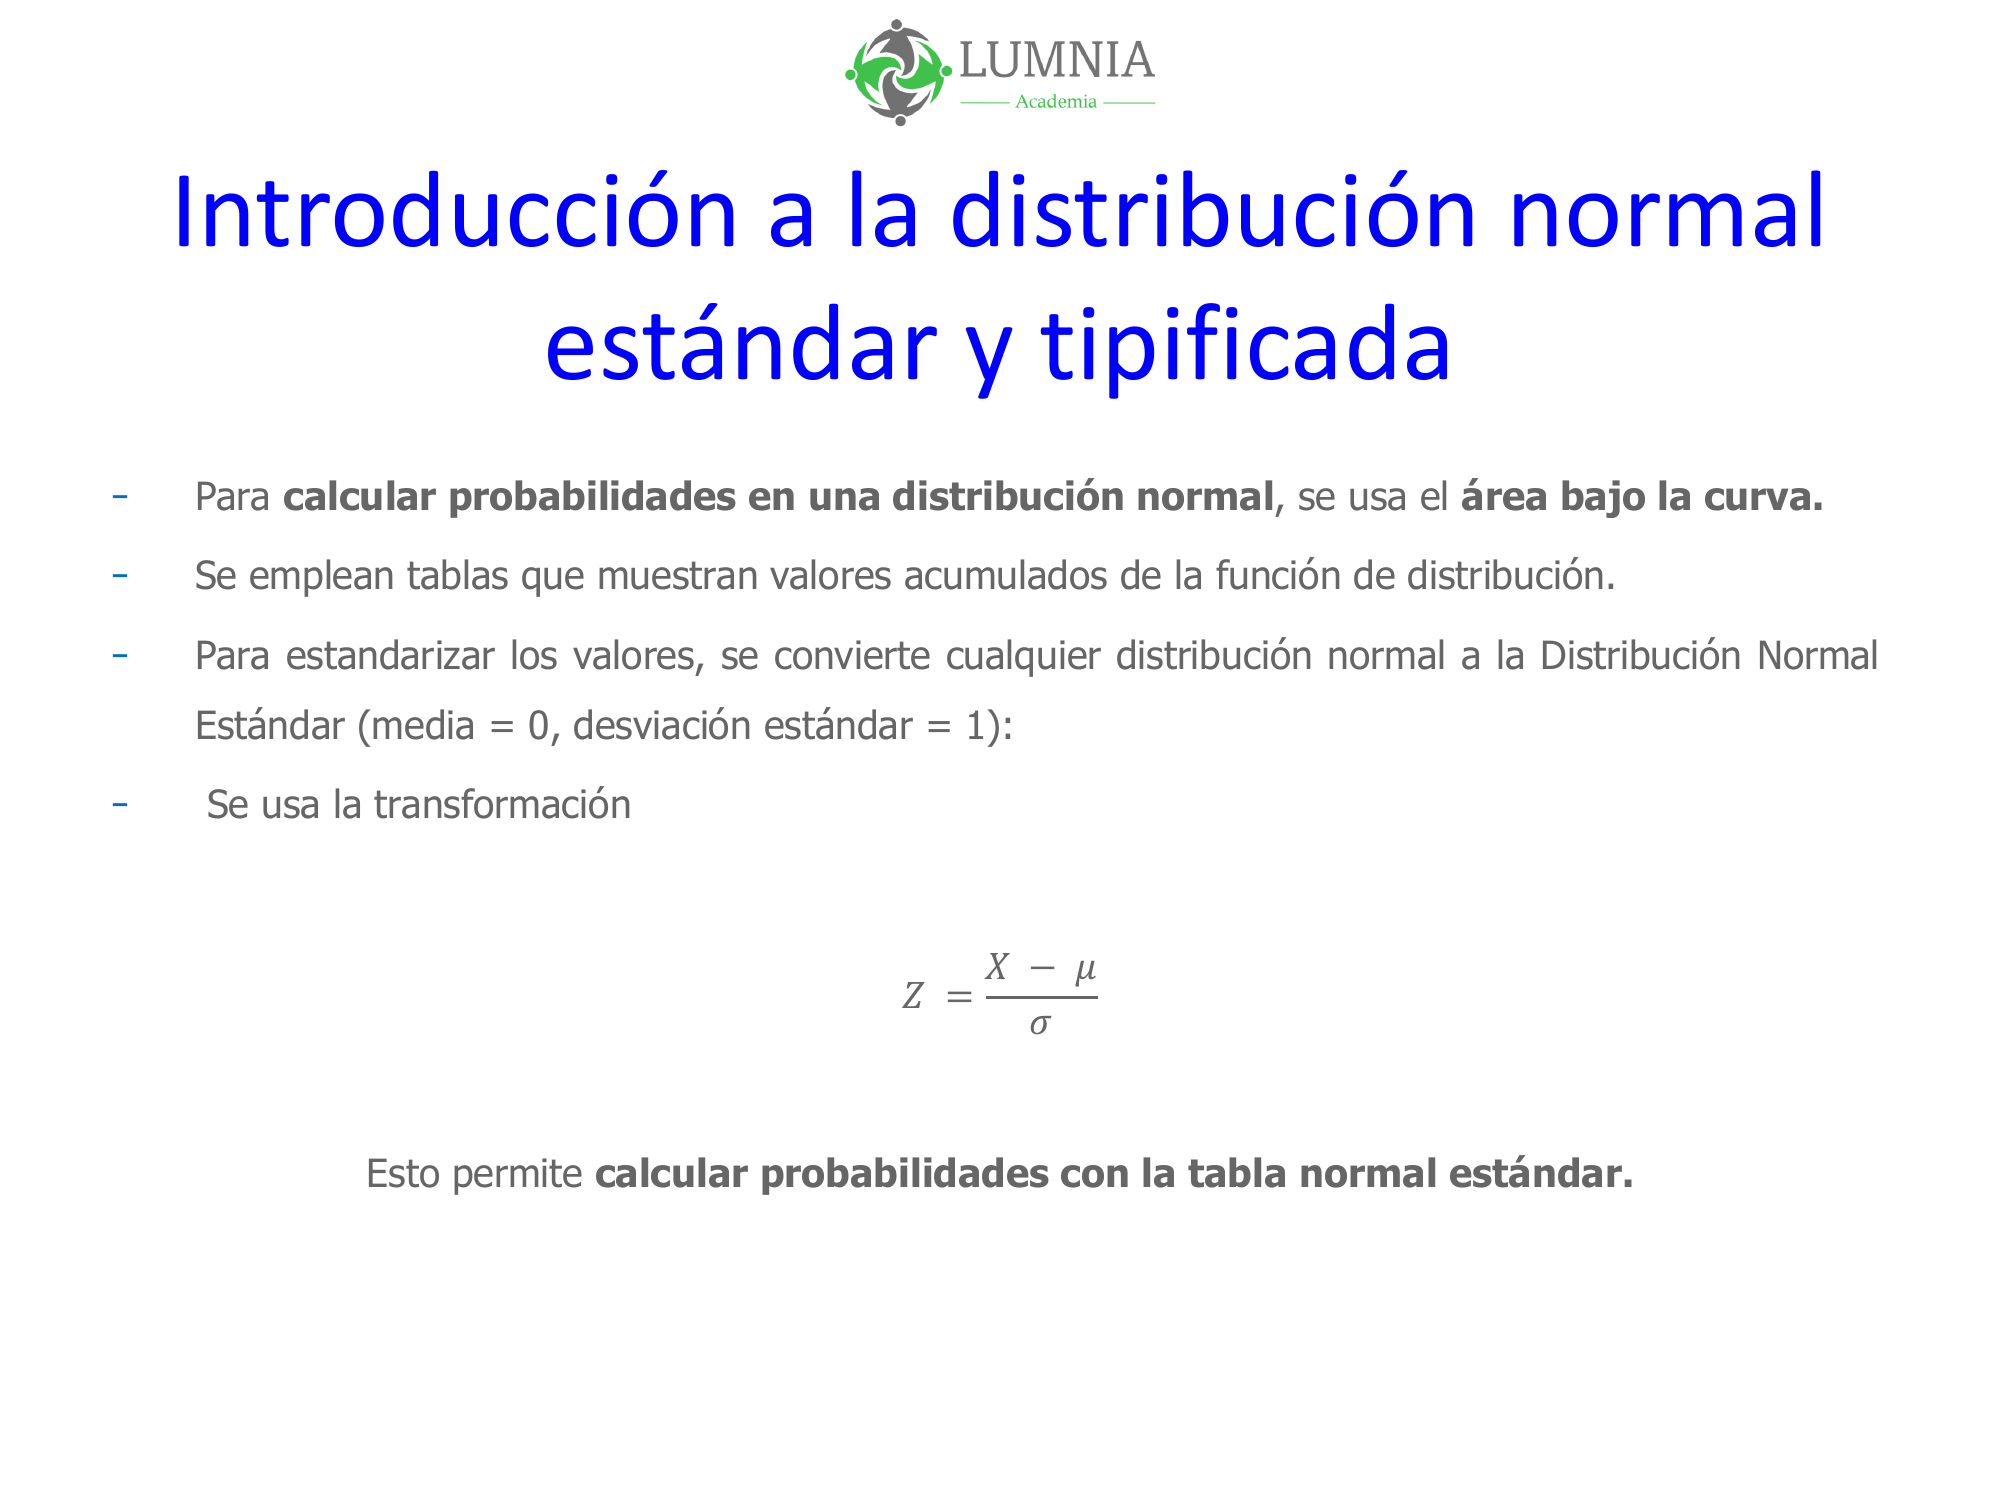 LUMNIA
Academia
Introducción a la distribución normal
estándar y tipificada
- Para calcular probabilidades en una distribución normal, se usa el área bajo la curva.
- Se emplean tablas que muestran valores acumulados de la función de distribución.
- Para estandarizar los valores, se convierte cualquier distribución normal a la Distribución Normal
Estándar (media = 0, desviación estándar = 1):
- Se usa la transformación
Z = (X − μ) / σ
Esto permite calcular probabilidades con la tabla normal estándar.